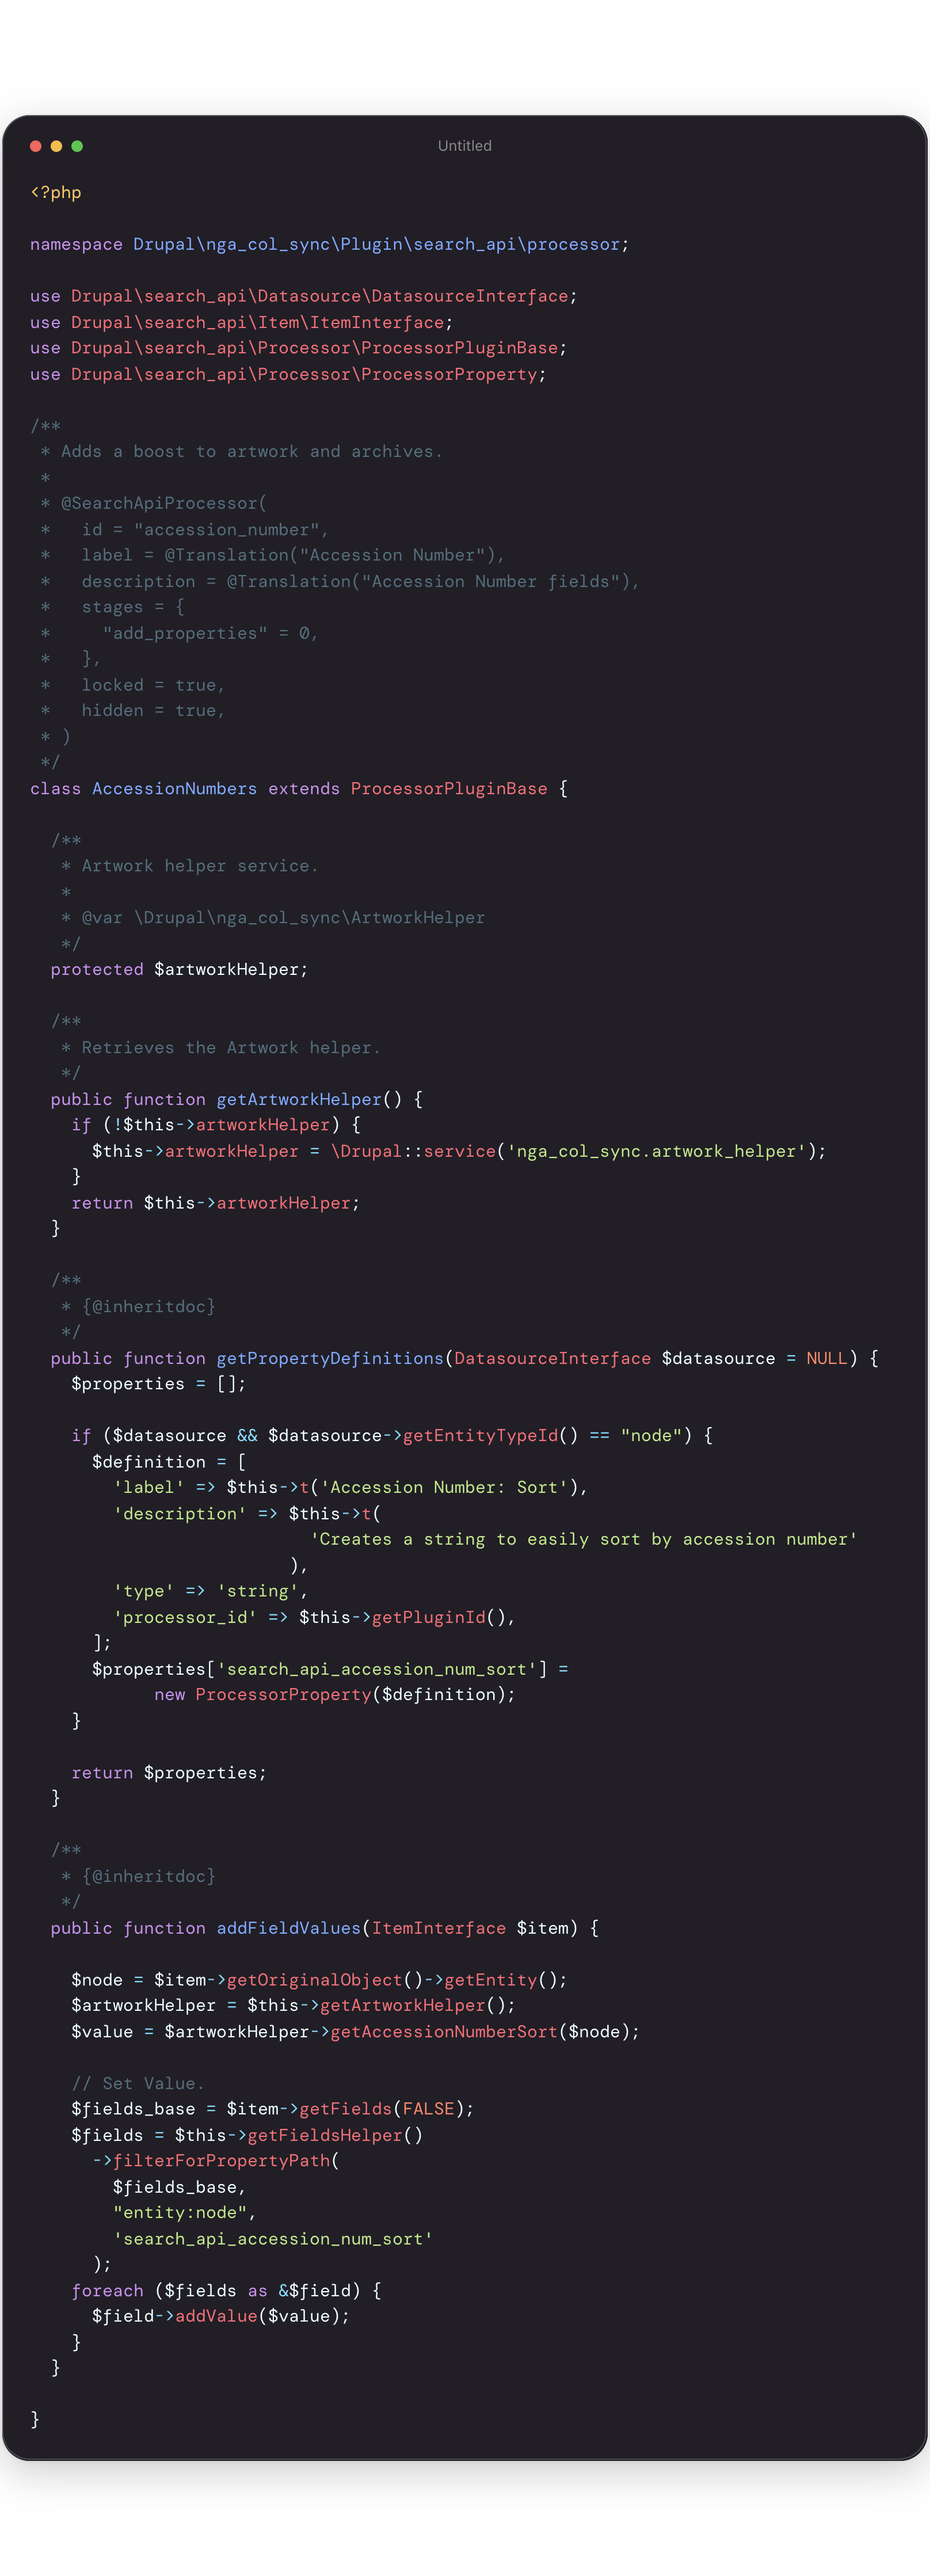 Untitled
<?php
namespace Drupal\nga_col_sync\Plugin\search_api\processor;
use Drupal\search_api\Datasource\DatasourceInterface;
use Drupal\search_api\Item\ItemInterface;
use Drupal\search_api\Processor\ProcessorPluginBase;
use Drupal\search_api\Processor\ProcessorProperty;
/**
 * Adds a boost to artwork and archives.
 *
 * @SearchApiProcessor(
 *   id = "accession_number",
 *   label = @Translation("Accession Number"),
 *   description = @Translation("Accession Number fields"),
 *   stages = {
 *     "add_properties" = 0,
 *   },
 *   locked = true,
 *   hidden = true,
 * )
 */
class AccessionNumbers extends ProcessorPluginBase {
  /**
   * Artwork helper service.
   *
   * @var \Drupal\nga_col_sync\ArtworkHelper
   */
  protected $artworkHelper;
  /**
   * Retrieves the Artwork helper.
   */
  public function getArtworkHelper() {
    if (!$this->artworkHelper) {
      $this->artworkHelper = \Drupal::service('nga_col_sync.artwork_helper');
    }
    return $this->artworkHelper;
  }
  /**
   * {@inheritdoc}
   */
  public function getPropertyDefinitions(DatasourceInterface $datasource = NULL) {
    $properties = [];
    if ($datasource && $datasource->getEntityTypeId() == "node") {
      $definition = [
        'label' => $this->t('Accession Number: Sort'),
        'description' => $this->t(
                           'Creates a string to easily sort by accession number'
                         ),
        'type' => 'string',
        'processor_id' => $this->getPluginId(),
      ];
      $properties['search_api_accession_num_sort'] =
            new ProcessorProperty($definition);
    }
    return $properties;
  }
  /**
   * {@inheritdoc}
   */
  public function addFieldValues(ItemInterface $item) {
    $node = $item->getOriginalObject()->getEntity();
    $artworkHelper = $this->getArtworkHelper();
    $value = $artworkHelper->getAccessionNumberSort($node);
    // Set Value.
    $fields_base = $item->getFields(FALSE);
    $fields = $this->getFieldsHelper()
      ->filterForPropertyPath(
        $fields_base,
        "entity:node",
        'search_api_accession_num_sort'
      );
    foreach ($fields as &$field) {
      $field->addValue($value);
    }
  }
}